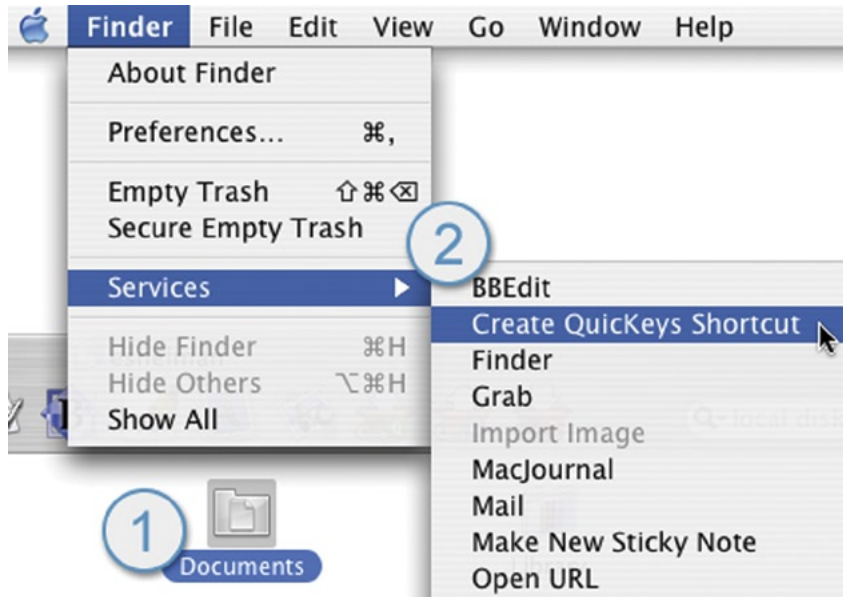 Finder File Edit View Go Window Help
About Finder
Preferences... ⌘,
Empty Trash ⇧⌘⌫
Secure Empty Trash
2
Services ▶
BBEdit
Create QuicKeys Shortcut
Hide Finder ⌘H
Finder
Hide Others ⌥⌘H
Grab
Show All
Import Image
MacJournal
Mail
Make New Sticky Note
Open URL
1
Documents
local disk